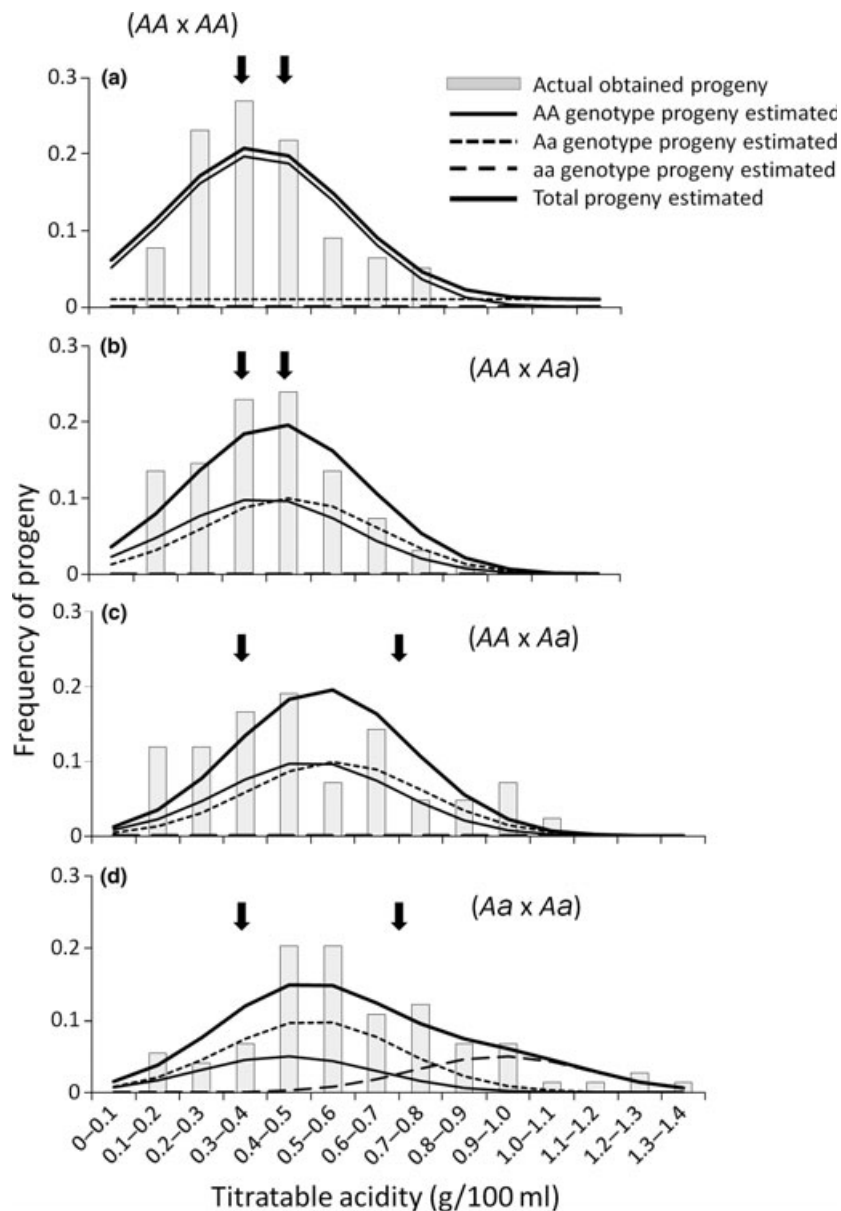 (AA x AA)
(a)
0.3
0.2
0.1
0
Actual obtained progeny
AA genotype progeny estimated
Aa genotype progeny estimated
aa genotype progeny estimated
Total progeny estimated
(b)
(AA x Aa)
0.3
0.2
0.1
0
(c)
(AA x Aa)
0.3
0.2
0.1
0
(d)
(Aa x Aa)
0.3
0.2
0.1
0
Frequency of progeny
0–0.1
0.1–0.2
0.2–0.3
0.3–0.4
0.4–0.5
0.5–0.6
0.6–0.7
0.7–0.8
0.8–0.9
0.9–1.0
1.0–1.1
1.1–1.2
1.2–1.3
1.3–1.4
Titratable acidity (g/100 ml)